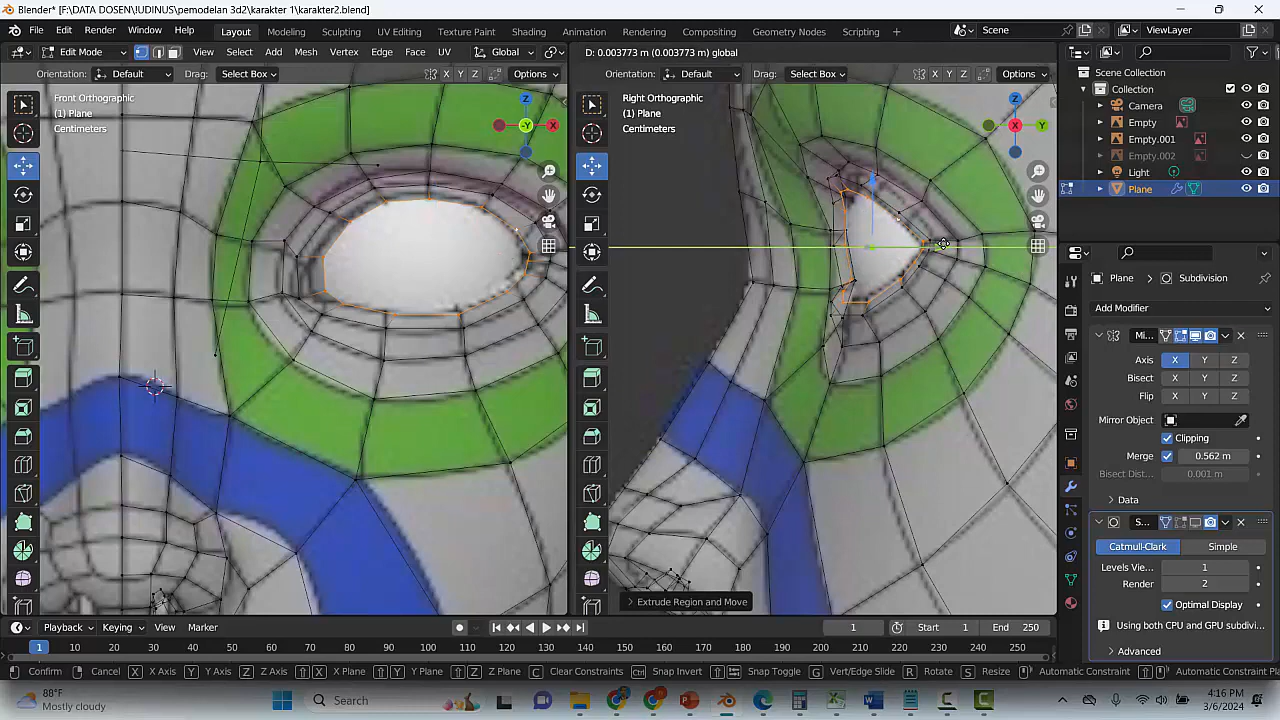 Blender* [F:\DATA DOSEN\!UDINUS\pemodelan 3d2\karakter 1\karakter2.blend]
File Edit Render Window Help Layout Modeling Sculpting UV Editing Texture Paint Shading Animation Rendering Compositing Geometry Nodes Scripting + Scene ViewLayer
Edit Mode View Select Add Mesh Vertex Edge Face UV Global D: 0.003773 m (0.003773 m) global
Orientation: Default Drag: Select Box X Y Z Options Orientation: Default Drag: Select Box X Y Z Options
Scene Collection
Collection
Camera
Empty
Empty.001
Empty.002
Light
Plane
Front Orthographic
(1) Plane
Centimeters
Z
X
-Y
Right Orthographic
(1) Plane
Centimeters
Z
X
Y
Plane > Subdivision
Add Modifier
Mi...
Axis X Y Z
Bisect X Y Z
Flip X Y Z
Mirror Object
Clipping
Merge 0.562 m
Bisect Dist... 0.001 m
Data
S...
Catmull-Clark Simple
Levels Vie... 1
Render 2
Optimal Display
Using both CPU and GPU subdivi...
Advanced
Extrude Region and Move
Playback Keying View Marker 1 Start 1 End 250
1 10 20 30 40 50 60 70 80 90 100 110 120 130 140 150 160 170 180 190 200 210 220 230 240 250
Confirm Cancel X X Axis Y Y Axis Z Z Axis X X Plane Y Y Plane Z Z Plane C Clear Constraints Ctrl Snap Invert Snap Toggle G Vert/Edge Slide R Rotate S Resize Automatic Constraint Automatic Constraint Pla
88°F
Mostly cloudy
Search
4:16 PM
3/6/2024